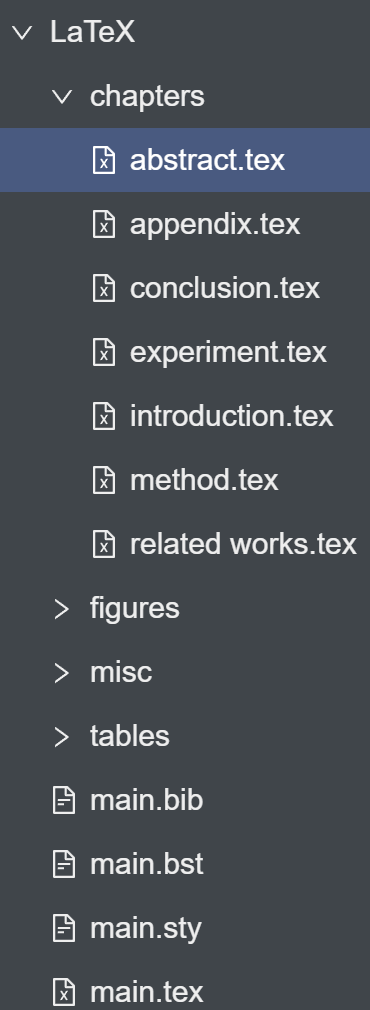 LaTeX
chapters
abstract.tex
appendix.tex
conclusion.tex
experiment.tex
introduction.tex
method.tex
related works.tex
figures
misc
tables
main.bib
main.bst
main.sty
main.tex